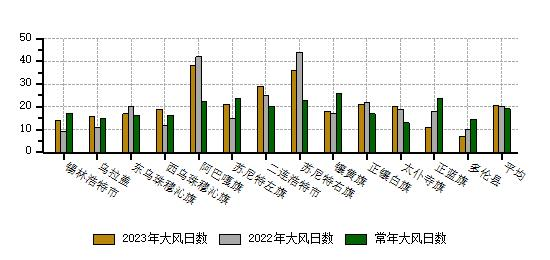 50
40
30
20
10
0
锡林浩特市
乌拉盖
东乌珠穆沁旗
西乌珠穆沁旗
阿巴嘎旗
苏尼特左旗
二连浩特市
苏尼特右旗
镶黄旗
正镶白旗
太仆寺旗
正蓝旗
多伦县
平均
2023年大风日数 2022年大风日数 常年大风日数